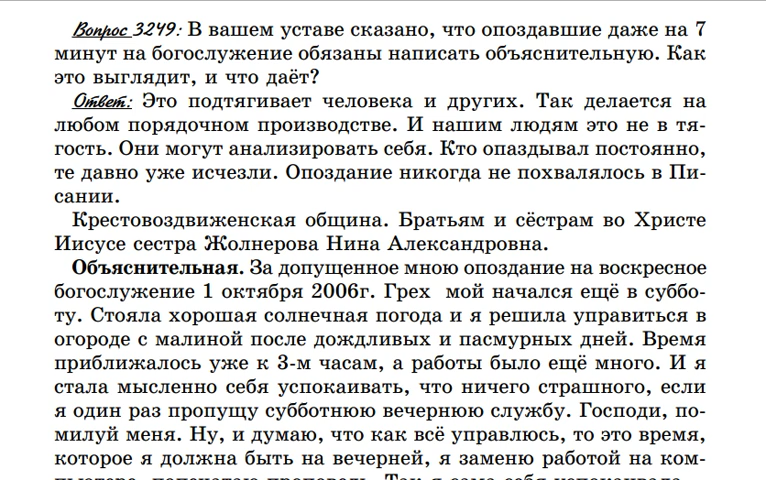 Вопрос 3249: В вашем уставе сказано, что опоздавшие даже на 7
минут на богослужение обязаны написать объяснительную. Как
это выглядит, и что даёт?
Ответ: Это подтягивает человека и других. Так делается на
любом порядочном производстве. И нашим людям это не в тя-
гость. Они могут анализировать себя. Кто опаздывал постоянно,
те давно уже исчезли. Опоздание никогда не похвалялось в Пи-
сании.
Крестовоздвиженская община. Братьям и сёстрам во Христе
Иисусе сестра Жолнерова Нина Александровна.
Объяснительная. За допущенное мною опоздание на воскресное
богослужение 1 октября 2006г. Грех мой начался ещё в суббо-
ту. Стояла хорошая солнечная погода и я решила управиться в
огороде с малиной после дождливых и пасмурных дней. Время
приближалось уже к 3-м часам, а работы было ещё много. И я
стала мысленно себя успокаивать, что ничего страшного, если
я один раз пропущу субботнюю вечернюю службу. Господи, по-
милуй меня. Ну, и думаю, что как всё управлюсь, то это время,
которое я должна быть на вечерней, я заменю работой на ком-